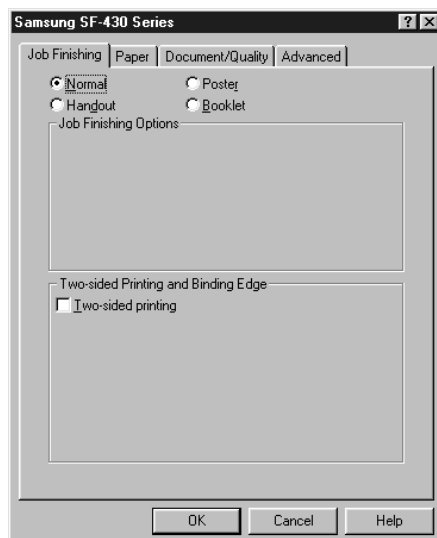 Samsung SF-430 Series
Job Finishing Paper Document/Quality Advanced
Normal Poster
Handout Booklet
Job Finishing Options
Two-sided Printing and Binding Edge
Two-sided printing
OK Cancel Help